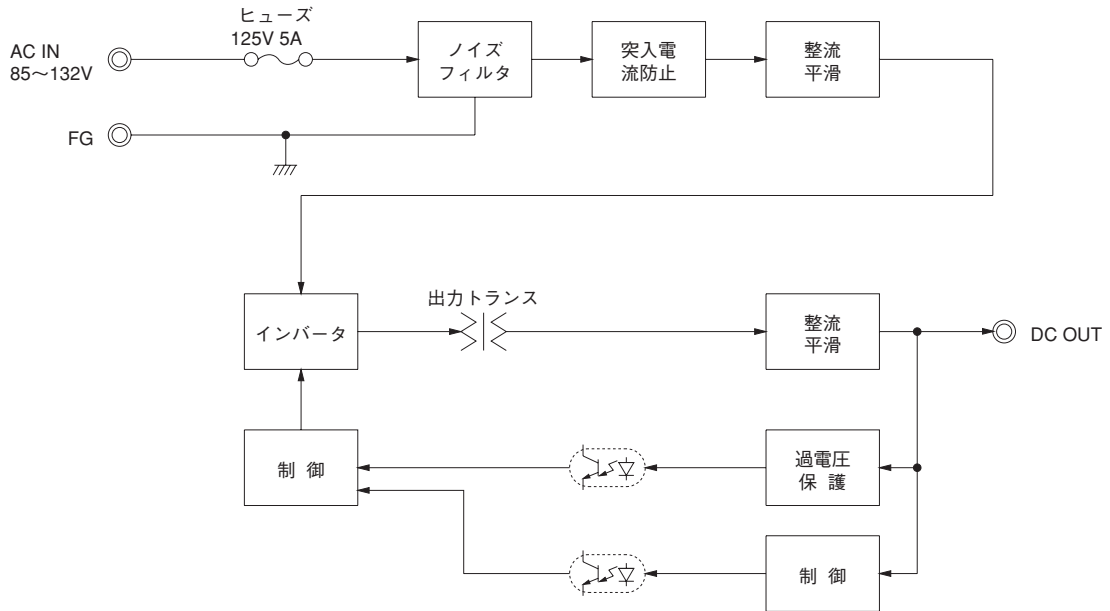 ヒューズ
125V 5A
AC IN
85～132V
ノイズ
フィルタ
突入電
流防止
整流
平滑
FG
インバータ
出力トランス
整流
平滑
DC OUT
制 御
過電圧
保 護
制 御